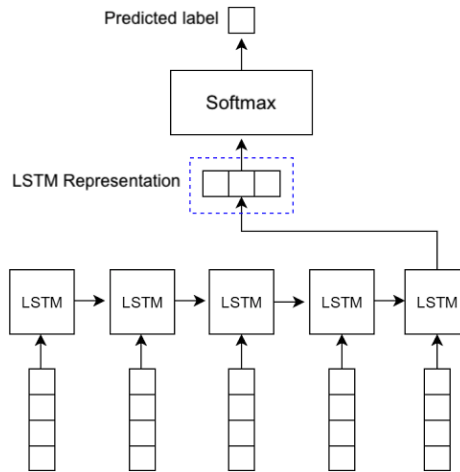 Predicted label
Softmax
LSTM Representation
LSTM
LSTM
LSTM
LSTM
LSTM